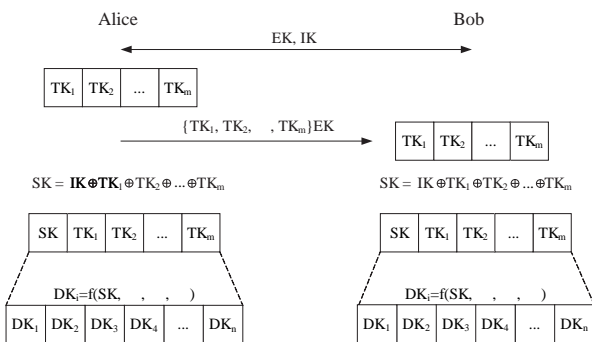 Alice Bob
EK, IK
TK₁ TK₂ ... TKₘ
{TK₁, TK₂, , TKₘ}EK
TK₁ TK₂ ... TKₘ
SK = IK⊕TK₁⊕TK₂⊕...⊕TKₘ
SK = IK⊕TK₁⊕TK₂⊕...⊕TKₘ
SK TK₁ TK₂ ... TKₘ
SK TK₁ TK₂ ... TKₘ
DKᵢ=f(SK, , , )
DKᵢ=f(SK, , , )
DK₁ DK₂ DK₃ DK₄ ... DKₙ
DK₁ DK₂ DK₃ DK₄ ... DKₙ